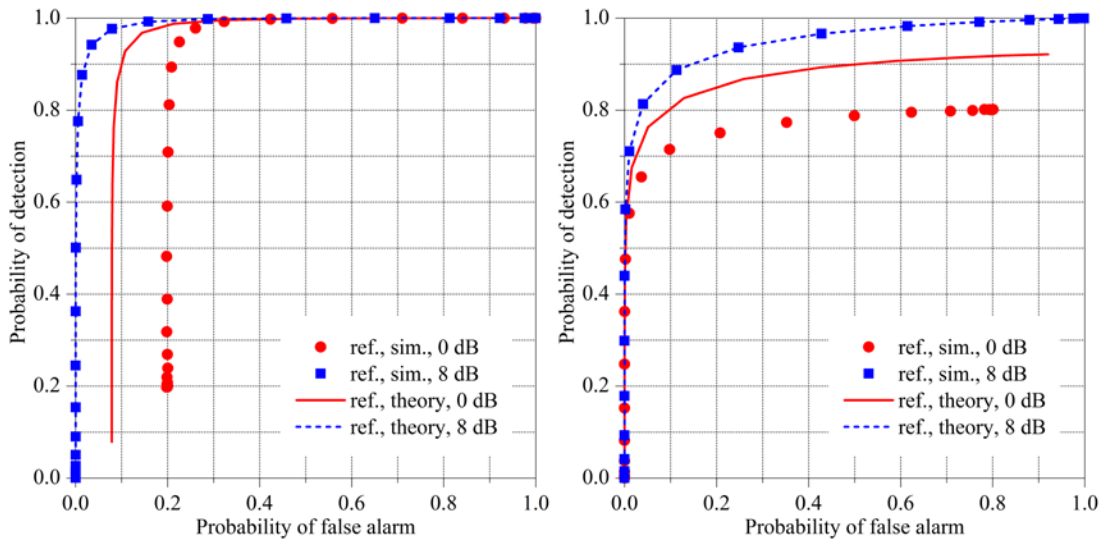 1.0
0.8
0.6
0.4
0.2
0.0
Probability of detection
ref., sim., 0 dB
ref., sim., 8 dB
ref., theory, 0 dB
ref., theory, 8 dB
0.0 0.2 0.4 0.6 0.8 1.0
Probability of false alarm
1.0
0.8
0.6
0.4
0.2
0.0
Probability of detection
ref., sim., 0 dB
ref., sim., 8 dB
ref., theory, 0 dB
ref., theory, 8 dB
0.0 0.2 0.4 0.6 0.8 1.0
Probability of false alarm